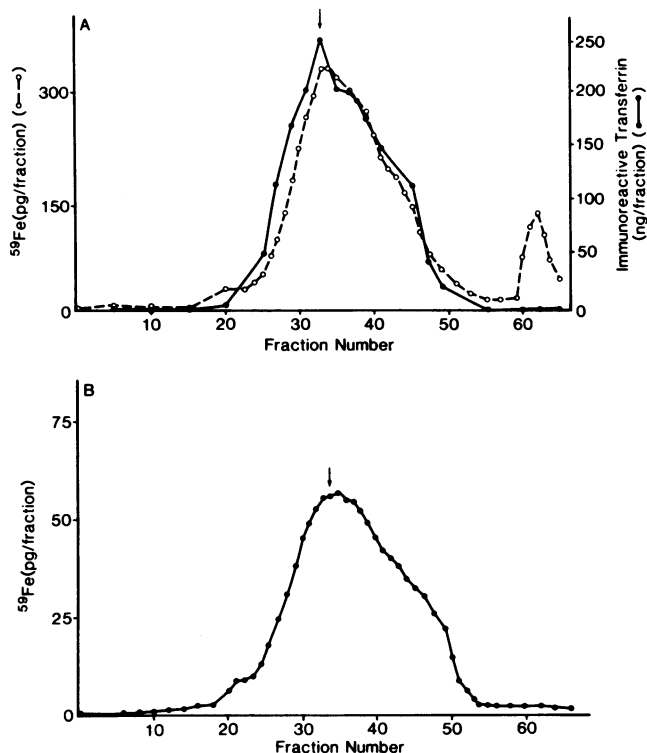 A
⁵⁹Fe(pg/fraction) (o--o)
300
150
0
250
200
150
100
50
0
Immunoreactive Transferrin
(ng/fraction) (●—●)
10 20 30 40 50 60
Fraction Number
B
⁵⁹Fe(pg/fraction)
75
50
25
0
10 20 30 40 50 60
Fraction Number